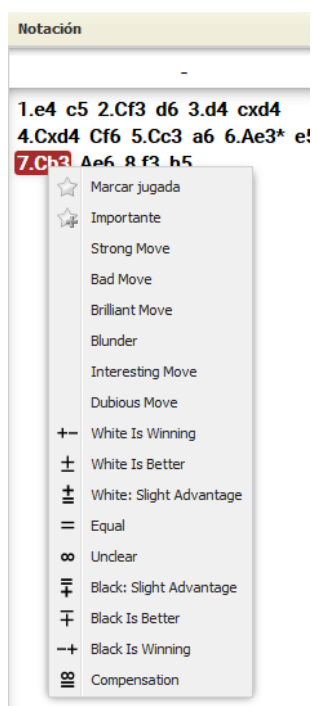 Notación
-
1.e4 c5 2.Cf3 d6 3.d4 cxd4
4.Cxd4 Cf6 5.Cc3 a6 6.Ae3* e5
7.Cb3 Ae6 8.f3 b5
Marcar jugada
Importante
Strong Move
Bad Move
Brilliant Move
Blunder
Interesting Move
Dubious Move
+− White Is Winning
± White Is Better
⩲ White: Slight Advantage
= Equal
∞ Unclear
⩱ Black: Slight Advantage
∓ Black Is Better
−+ Black Is Winning
≌ Compensation